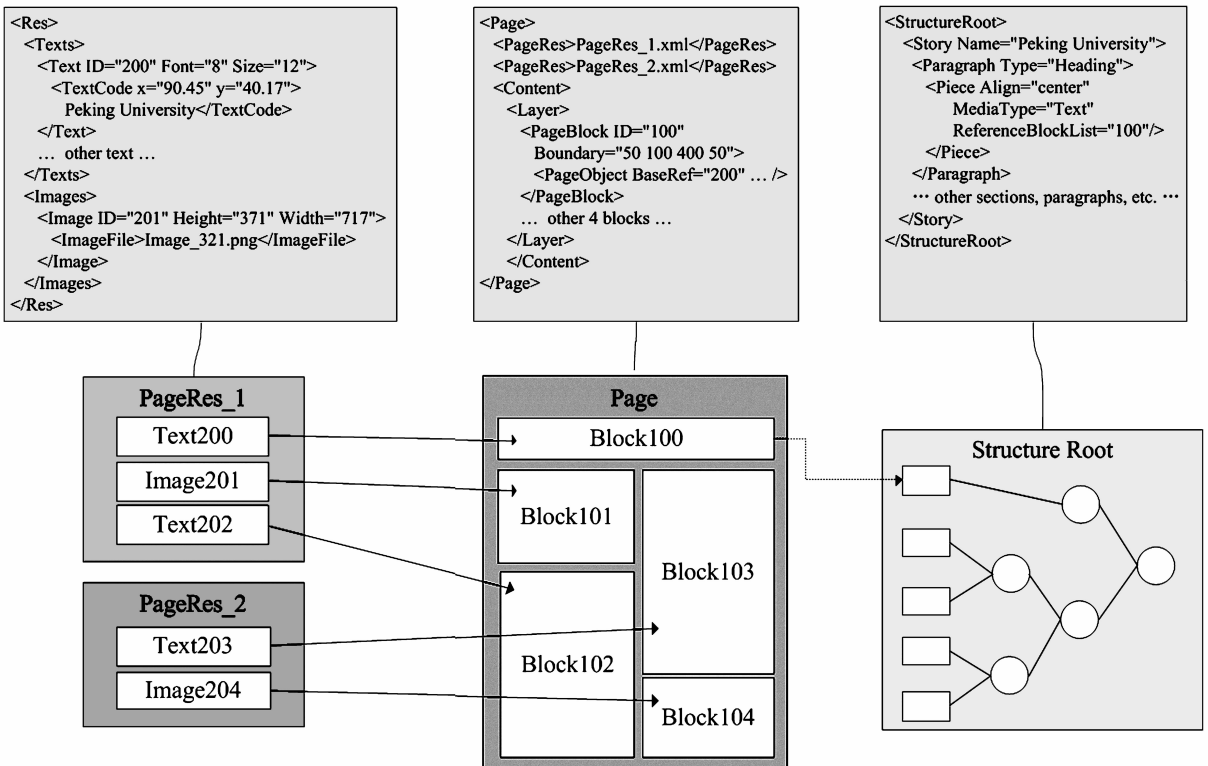 <Res>
<Texts>
<Text ID="200" Font="8" Size="12">
<TextCode x="90.45" y="40.17">
Peking University</TextCode>
</Text>
… other text …
</Texts>
<Images>
<Image ID="201" Height="371" Width="717">
<ImageFile>Image_321.png</ImageFile>
</Image>
</Images>
</Res>
<Page>
<PageRes>PageRes_1.xml</PageRes>
<PageRes>PageRes_2.xml</PageRes>
<Content>
<Layer>
<PageBlock ID="100"
Boundary="50 100 400 50">
<PageObject BaseRef="200" … />
</PageBlock>
… other 4 blocks …
</Layer>
</Content>
</Page>
<StructureRoot>
<Story Name="Peking University">
<Paragraph Type="Heading">
<Piece Align="center"
MediaType="Text"
ReferenceBlockList="100"/>
</Piece>
</Paragraph>
… other sections, paragraphs, etc. …
</Story>
</StructureRoot>
PageRes_1
Text200
Image201
Text202
PageRes_2
Text203
Image204
Page
Block100
Block101
Block103
Block102
Block104
Structure Root